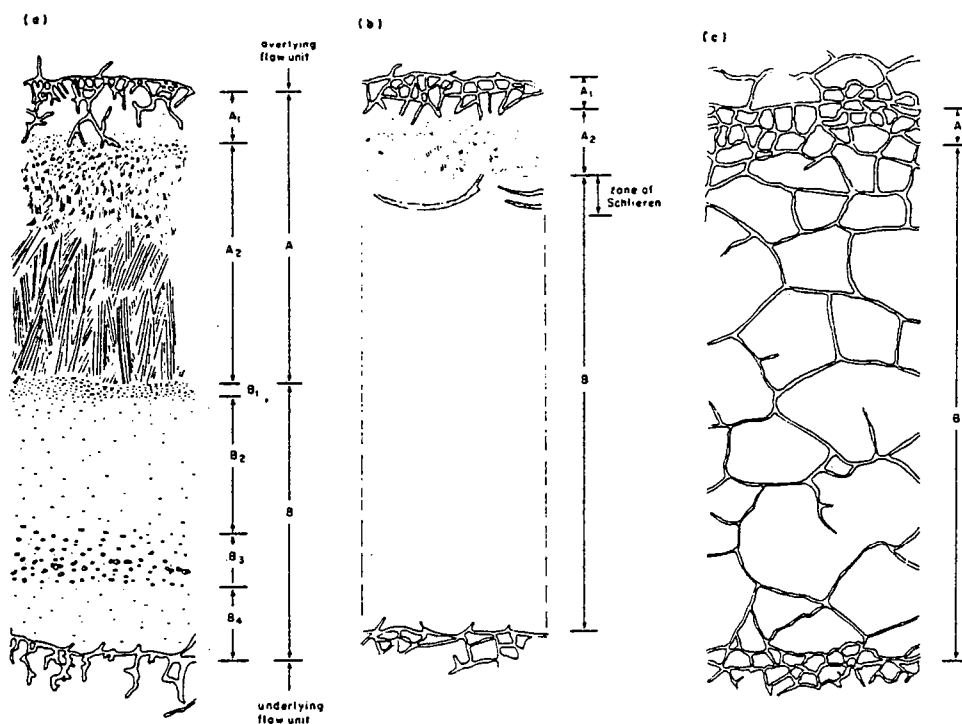 (a)
overlying
flow unit
A₁
A₂
A
B₁
B₂
B₃
B₄
B
underlying
flow unit
(b)
A₁
A₂
zone of
Schlieren
B
(c)
A
B